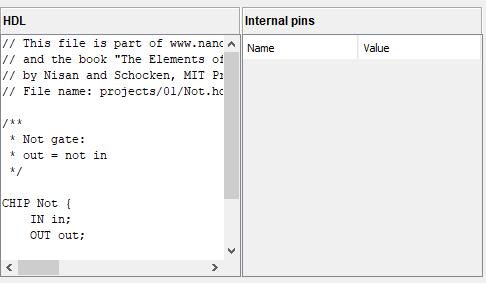 HDL
// This file is part of www.nand
// and the book "The Elements of
// by Nisan and Schocken, MIT Pr
// File name: projects/01/Not.hd
/**
* Not gate:
* out = not in
*/
CHIP Not {
IN in;
OUT out;
Internal pins
Name Value